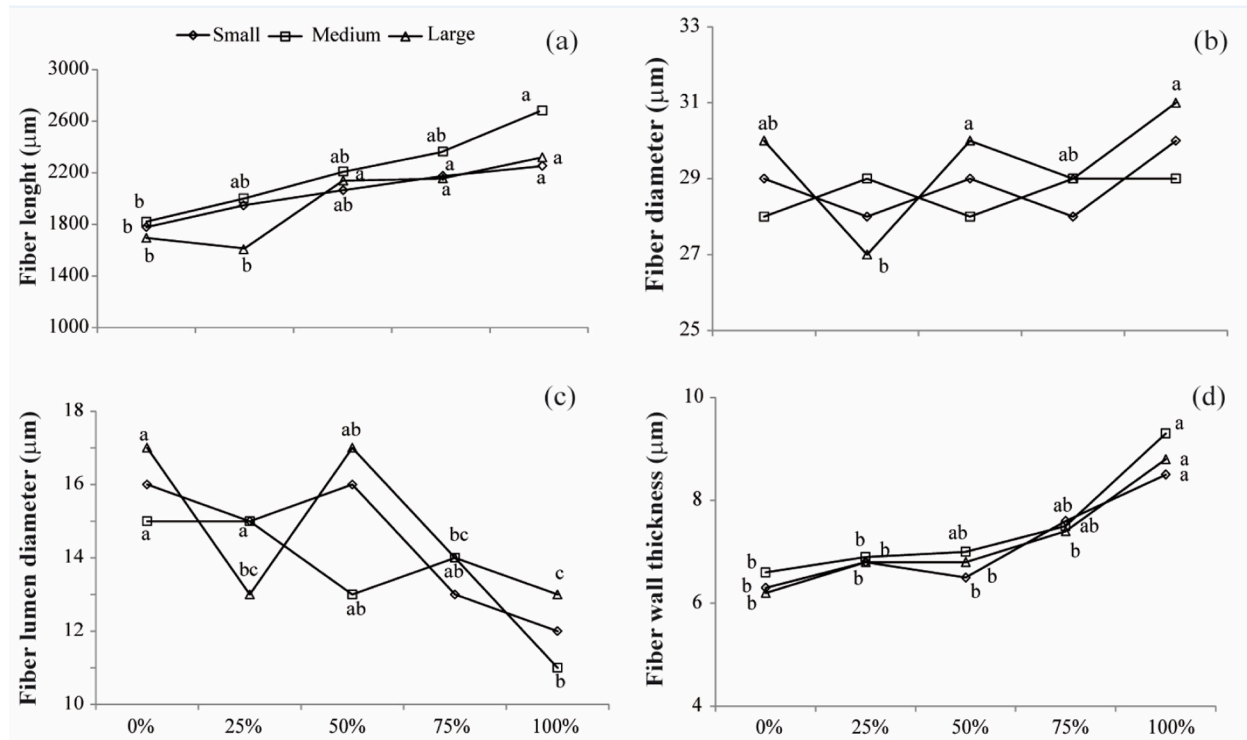 Small Medium Large
(a)
Fiber lenght (µm)
3000
2600
2200
1800
1400
1000
b
b
b
ab
b
ab
a
ab
ab
a
a
a
a
a
(b)
Fiber diameter (µm)
33
31
29
27
25
ab
b
a
ab
a
(c)
Fiber lumen diameter (µm)
18
16
14
12
10
a
a
a
bc
ab
ab
bc
ab
c
b
0% 25% 50% 75% 100%
(d)
Fiber wall thickness (µm)
10
8
6
4
b
b
b
b
b
b
ab
b
b
ab
ab
b
a
a
a
0% 25% 50% 75% 100%